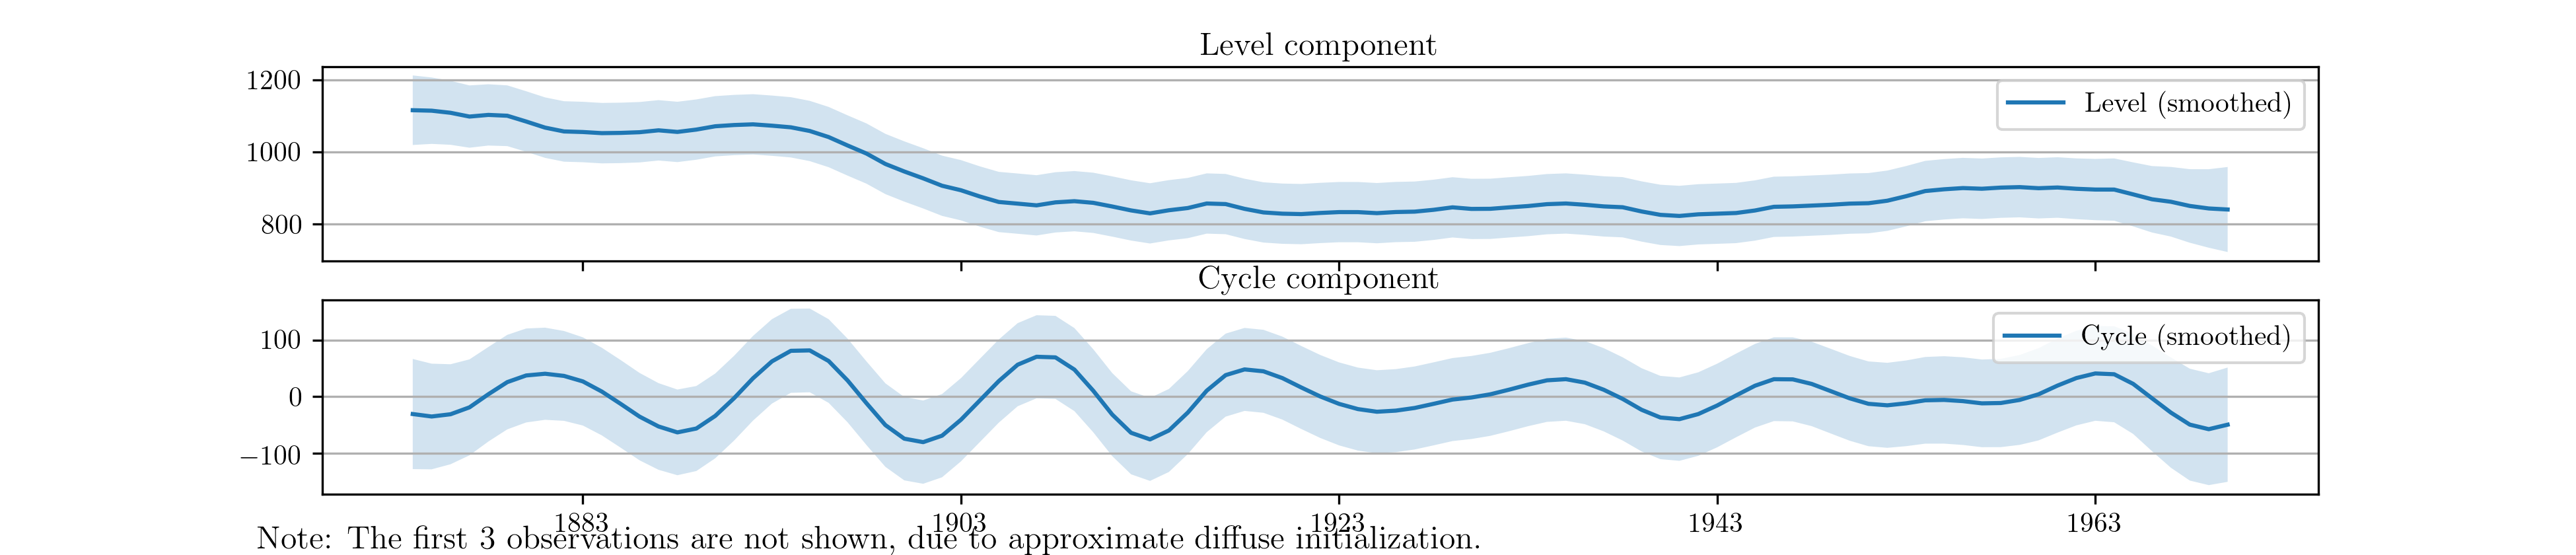 Level component
1200
1000
800
Level (smoothed)
Cycle component
100
0
−100
Cycle (smoothed)
1883
1903
1923
1943
1963
Note: The first 3 observations are not shown, due to approximate diffuse initialization.